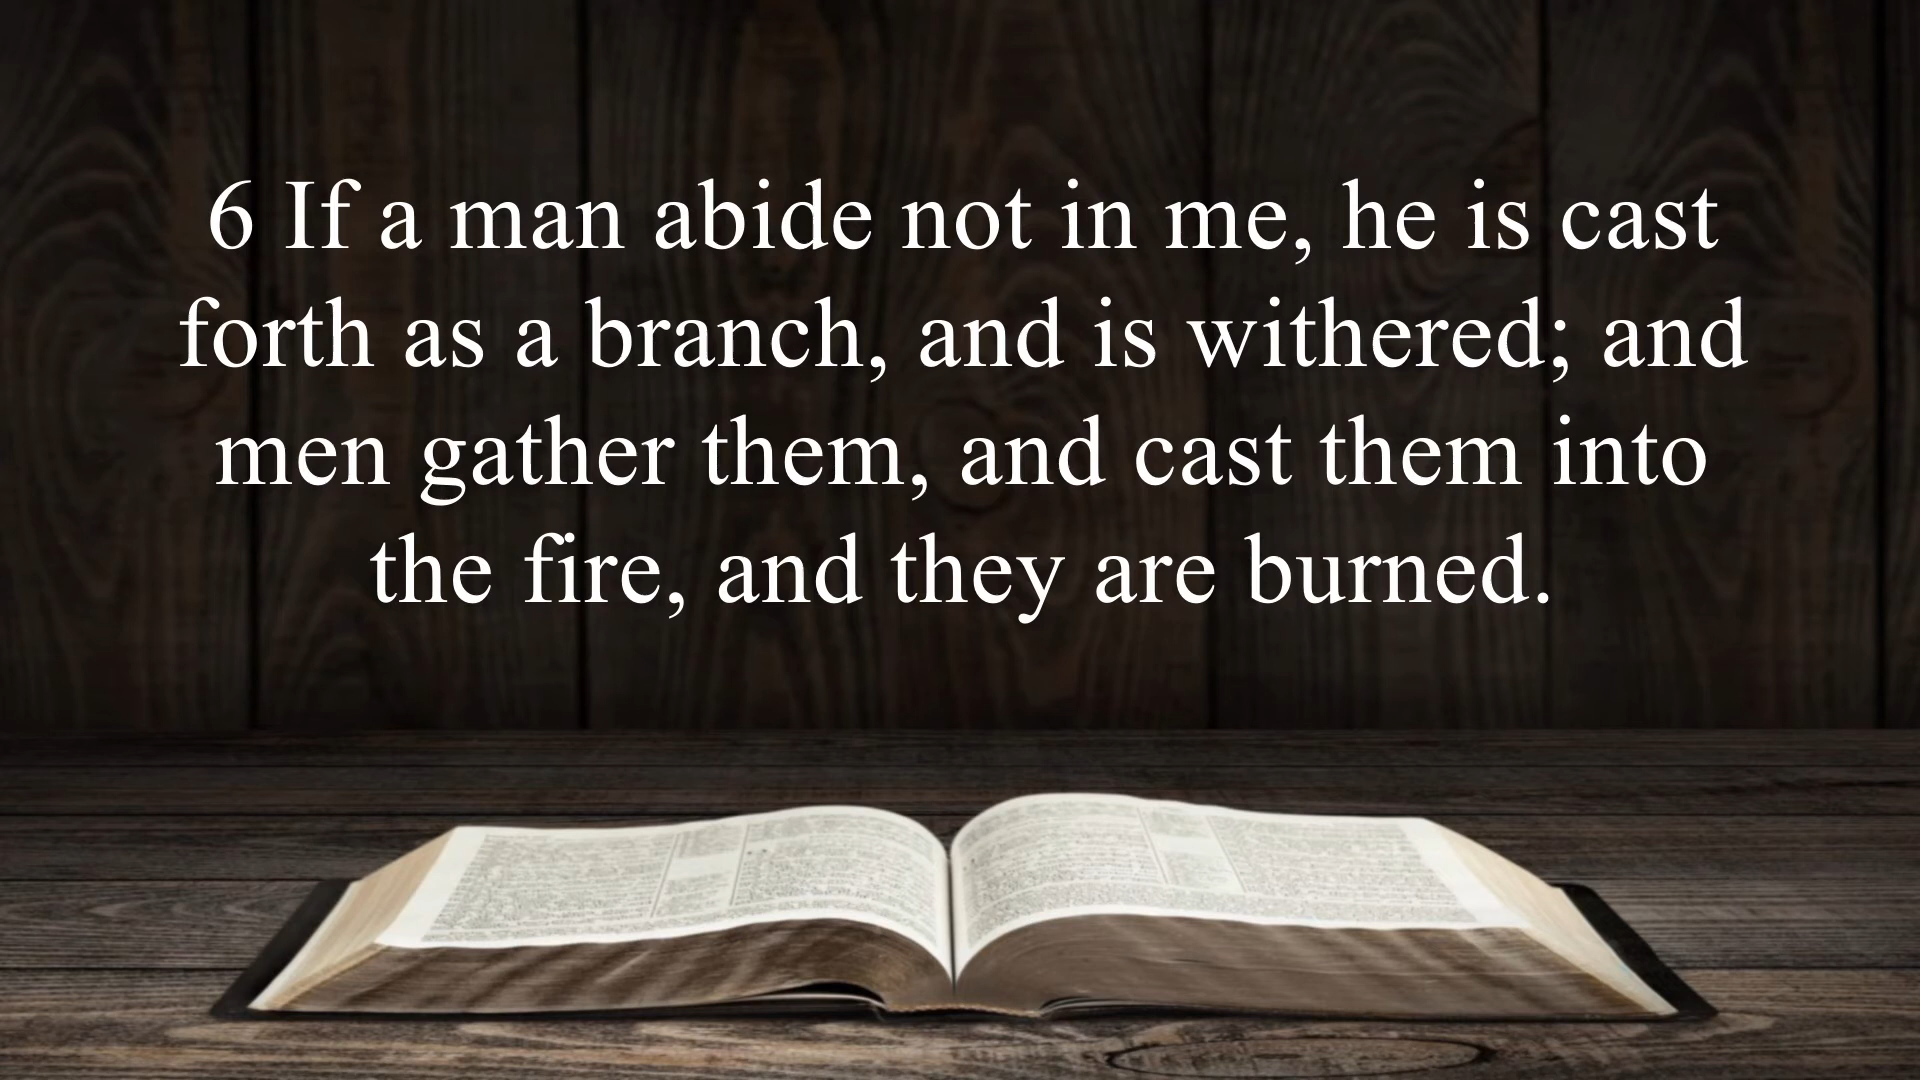 6 If a man abide not in me, he is cast
forth as a branch, and is withered; and
men gather them, and cast them into
the fire, and they are burned.